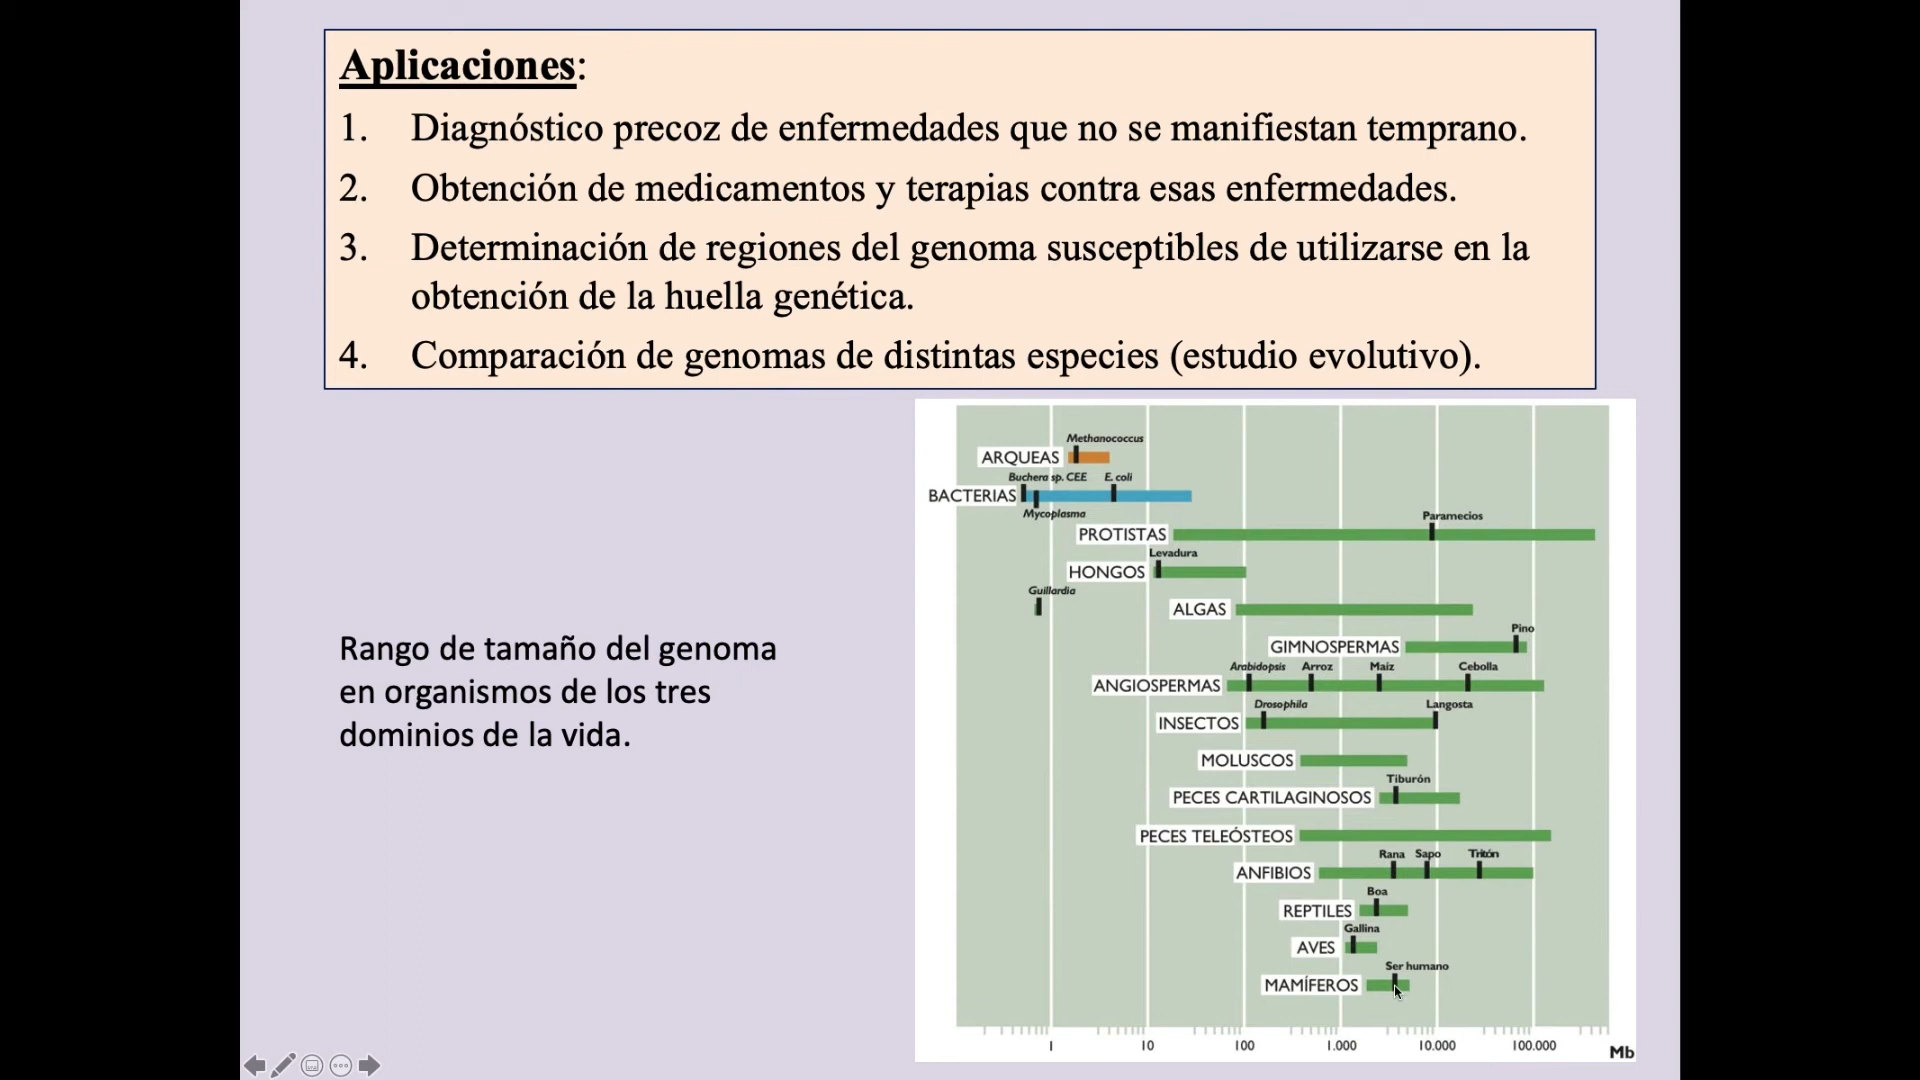 Aplicaciones:
1. Diagnóstico precoz de enfermedades que no se manifiestan temprano.
2. Obtención de medicamentos y terapias contra esas enfermedades.
3. Determinación de regiones del genoma susceptibles de utilizarse en la
obtención de la huella genética.
4. Comparación de genomas de distintas especies (estudio evolutivo).
Rango de tamaño del genoma
en organismos de los tres
dominios de la vida.
Methanococcus
ARQUEAS
Buchera sp. CEE E. coli
BACTERIAS
Mycoplasma
Paramecios
PROTISTAS
Levadura
HONGOS
Guillardia
ALGAS
Pino
GIMNOSPERMAS
Arabidopsis Arroz Maíz Cebolla
ANGIOSPERMAS
Drosophila Langosta
INSECTOS
MOLUSCOS
Tiburón
PECES CARTILAGINOSOS
PECES TELEÓSTEOS
Rana Sapo Tritón
ANFIBIOS
Boa
REPTILES
Gallina
AVES
Ser humano
MAMÍFEROS
1 10 100 1.000 10.000 100.000
Mb